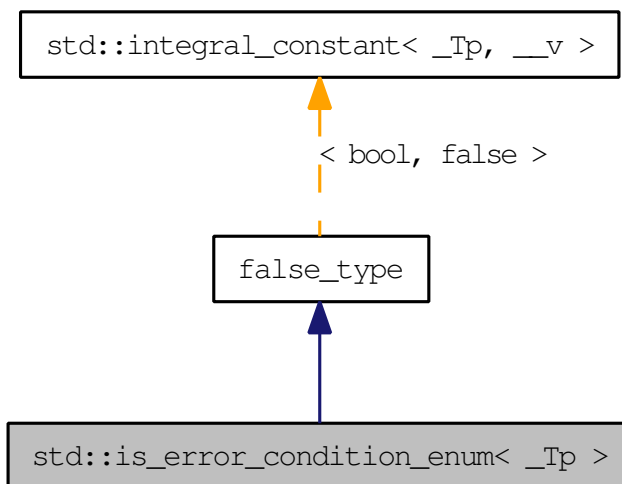 std::integral_constant< _Tp, __v >
< bool, false >
false_type
std::is_error_condition_enum< _Tp >